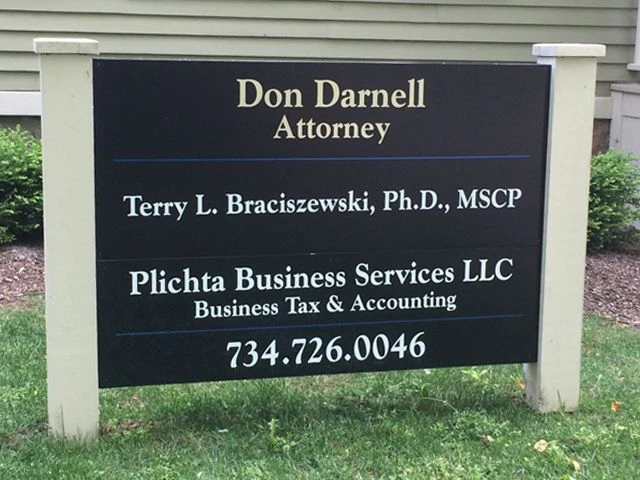 Don Darnell
Attorney
Terry L. Braciszewski, Ph.D., MSCP
Plichta Business Services LLC
Business Tax & Accounting
734.726.0046